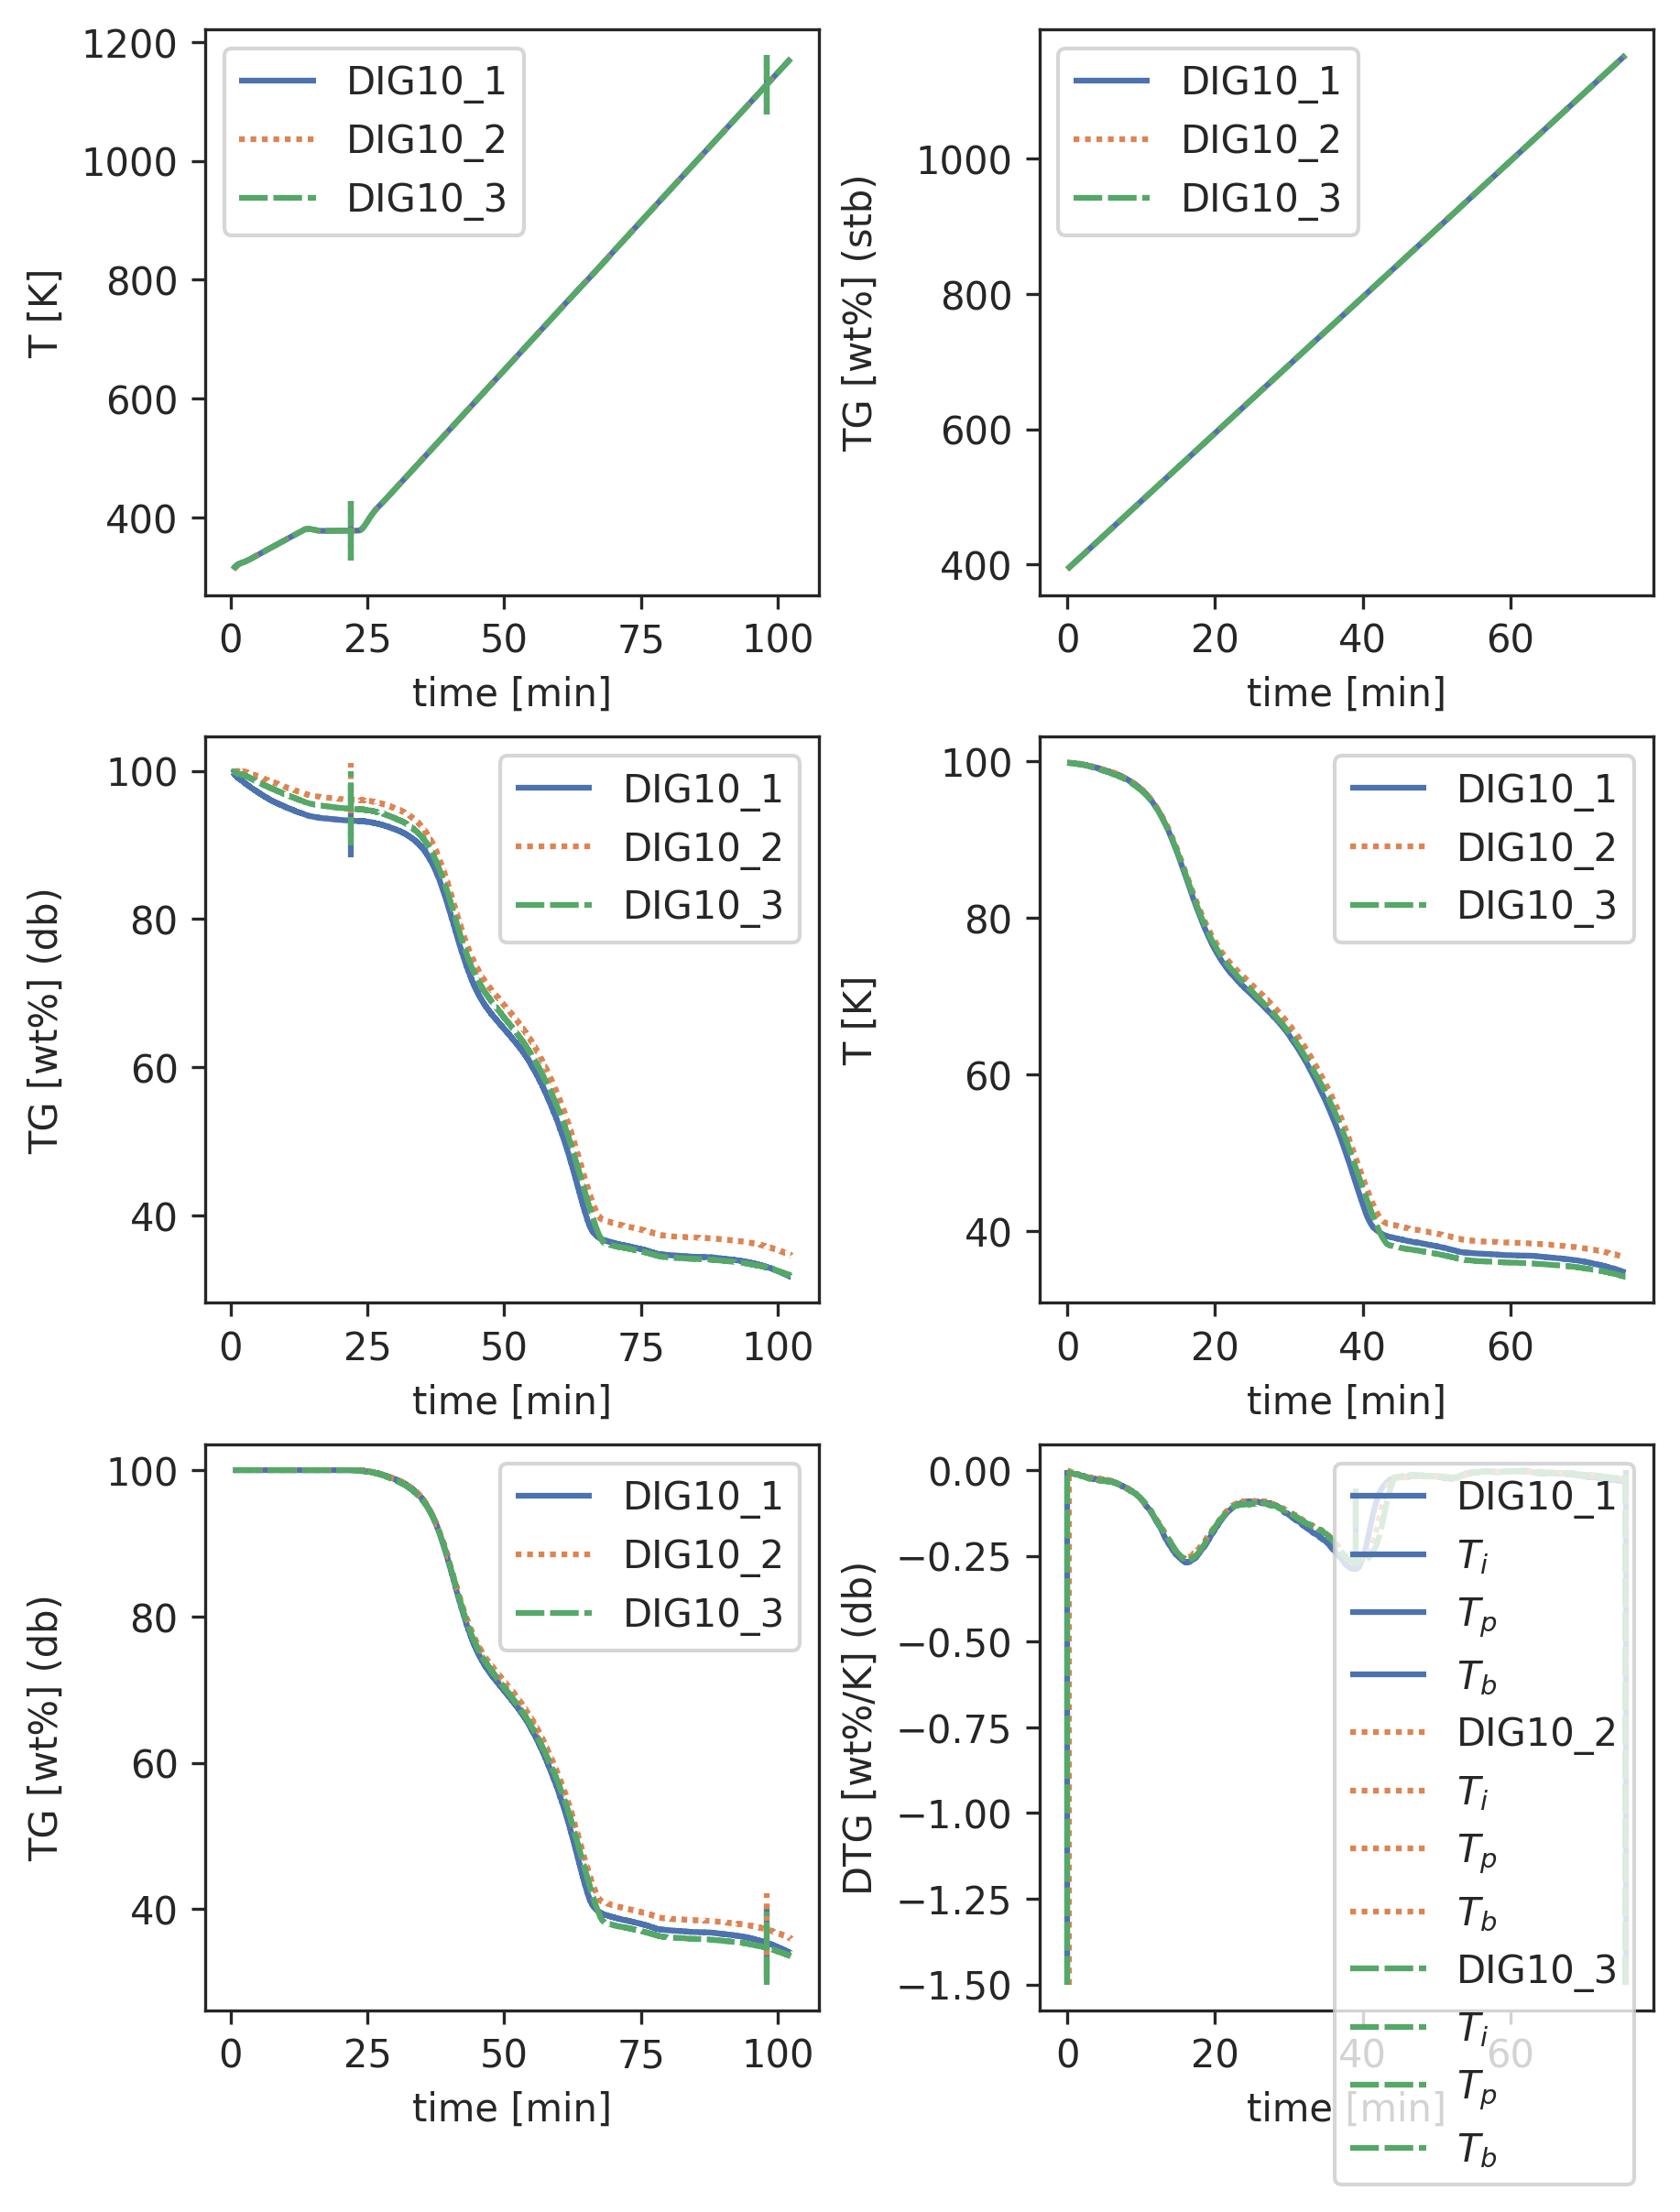 1200
1000
800
600
400
T [K]
DIG10_1
DIG10_2
DIG10_3
0 25 50 75 100
time [min]
1000
800
600
400
TG [wt%] (stb)
DIG10_1
DIG10_2
DIG10_3
0 20 40 60
time [min]
100
80
60
40
TG [wt%] (db)
DIG10_1
DIG10_2
DIG10_3
0 25 50 75 100
time [min]
100
80
60
40
T [K]
DIG10_1
DIG10_2
DIG10_3
0 20 40 60
time [min]
100
80
60
40
TG [wt%] (db)
DIG10_1
DIG10_2
DIG10_3
0 25 50 75 100
time [min]
0.00
−0.25
−0.50
−0.75
−1.00
−1.25
−1.50
DTG [wt%/K] (db)
DIG10_1
T_i
T_p
T_b
DIG10_2
T_i
T_p
T_b
DIG10_3
T_i
T_p
T_b
0 20 40 60
time [min]